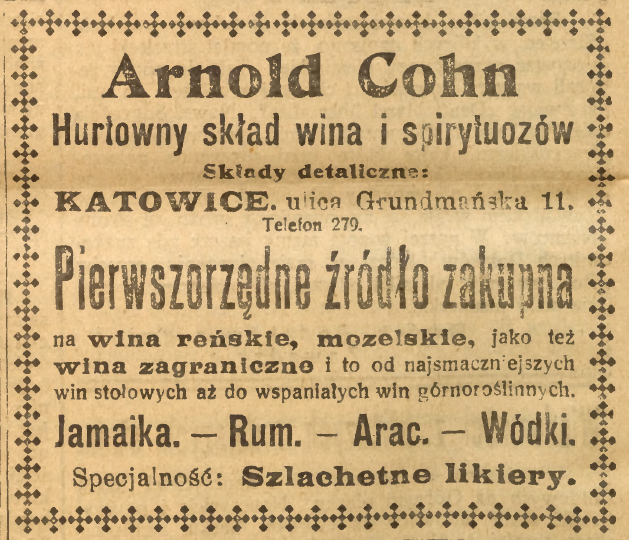 Arnold Cohn
Hurtowny skład wina i spirytuozów
Składy detaliczne:
KATOWICE. ulica Grundmańska 11.
Telefon 279.
Pierwszorzędne źródło zakupna
na wina reńskie, mozelskie, jako też
wina zagraniczne i to od najsmaczniejszych
win stołowych aż do wspaniałych win górnoroślinnych.
Jamaika. — Rum. — Arac. — Wódki.
Specjalność: Szlachetne likiery.